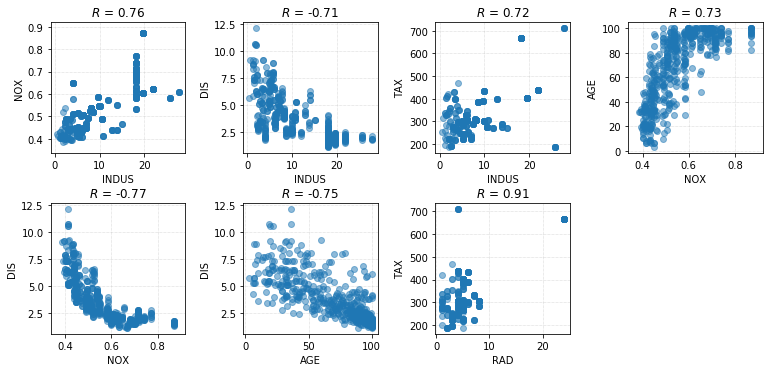 R = 0.76
NOX
0.9
0.8
0.7
0.6
0.5
0.4
0 10 20
INDUS
R = -0.71
DIS
12.5
10.0
7.5
5.0
2.5
0 10 20
INDUS
R = 0.72
TAX
700
600
500
400
300
200
0 10 20
INDUS
R = 0.73
AGE
100
80
60
40
20
0
0.4 0.6 0.8
NOX
R = -0.77
DIS
12.5
10.0
7.5
5.0
2.5
0.4 0.6 0.8
NOX
R = -0.75
DIS
12.5
10.0
7.5
5.0
2.5
0 50 100
AGE
R = 0.91
TAX
700
600
500
400
300
200
0 10 20
RAD